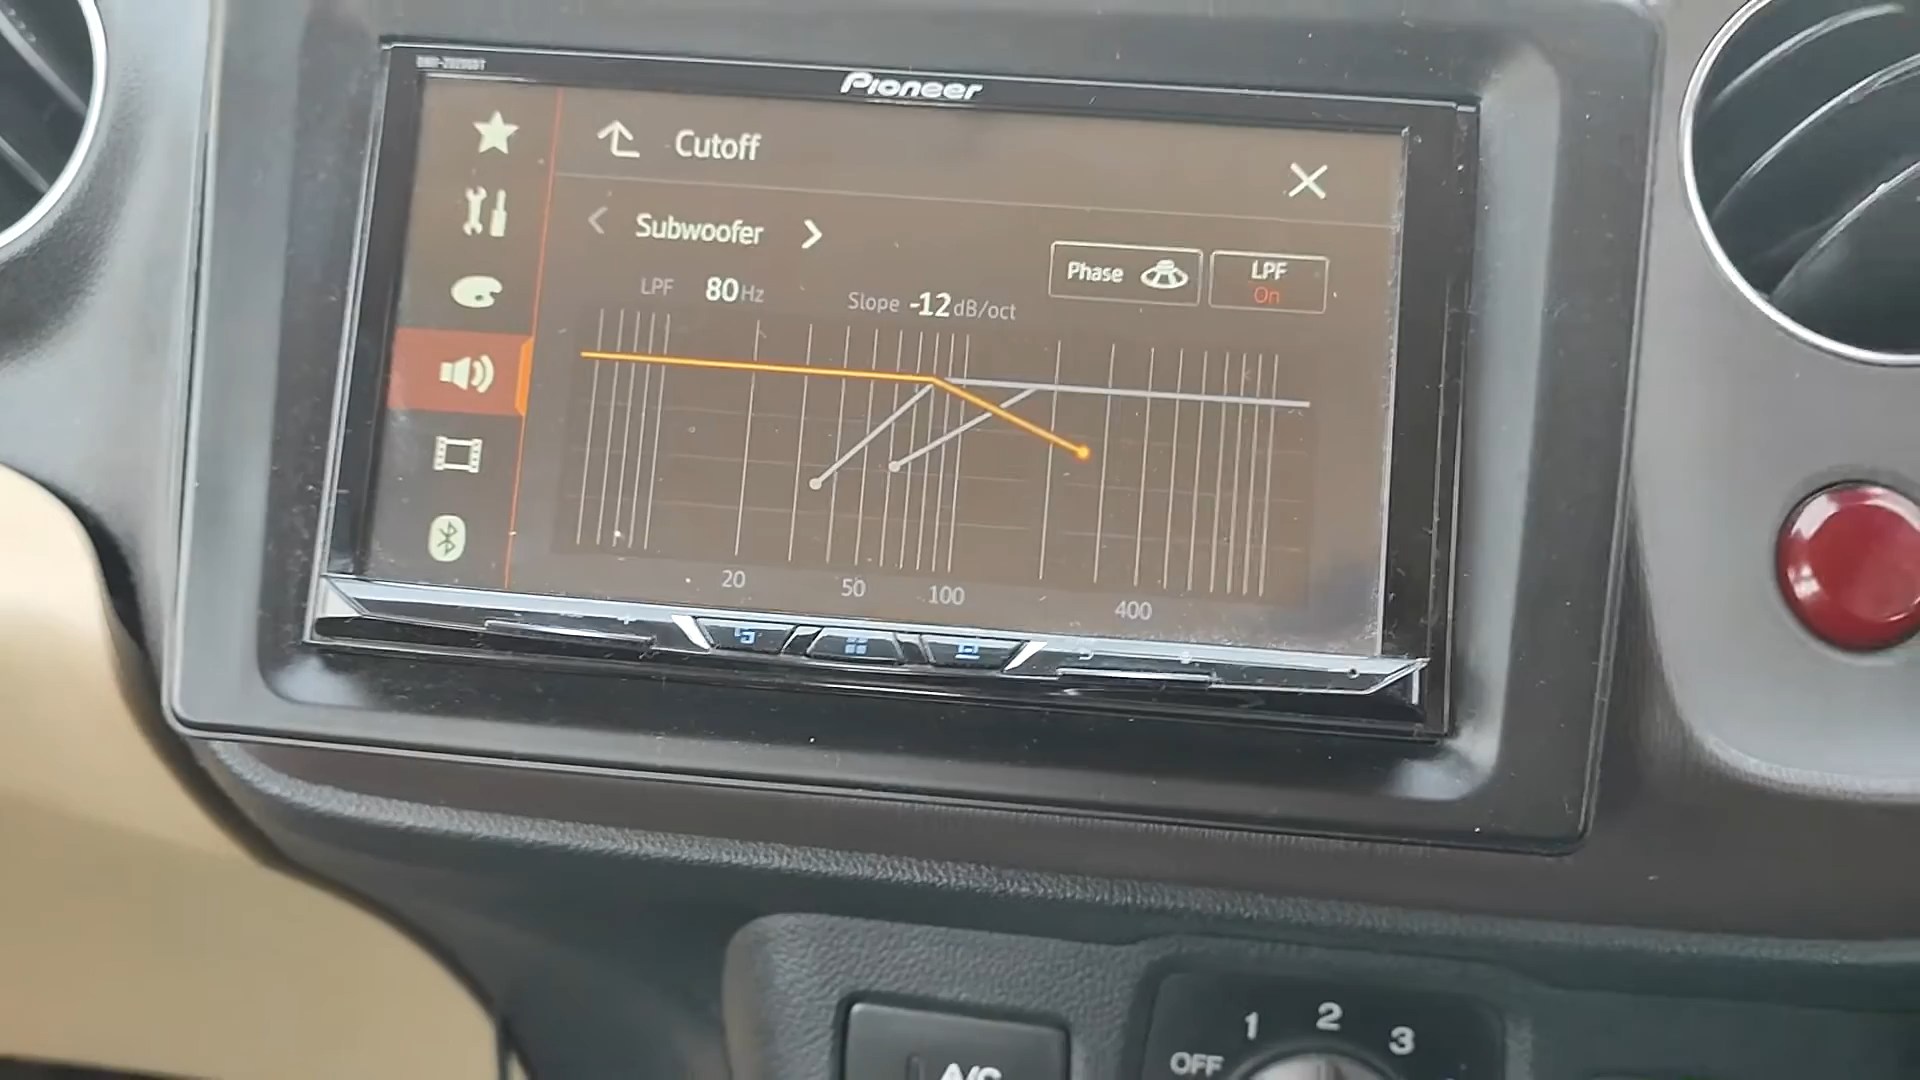 Pioneer
Cutoff
Subwoofer
LPF 80Hz
Slope -12dB/oct
Phase
LPF
On
20 50 100 400
A/C
OFF 1 2 3